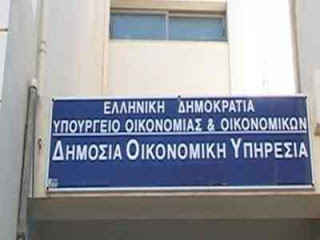 ΕΛΛΗΝΙΚΗ ΔΗΜΟΚΡΑΤΙΑ
ΥΠΟΥΡΓΕΙΟ ΟΙΚΟΝΟΜΙΑΣ & ΟΙΚΟΝΟΜΙΚΩΝ
ΔΗΜΟΣΙΑ ΟΙΚΟΝΟΜΙΚΗ ΥΠΗΡΕΣΙΑ